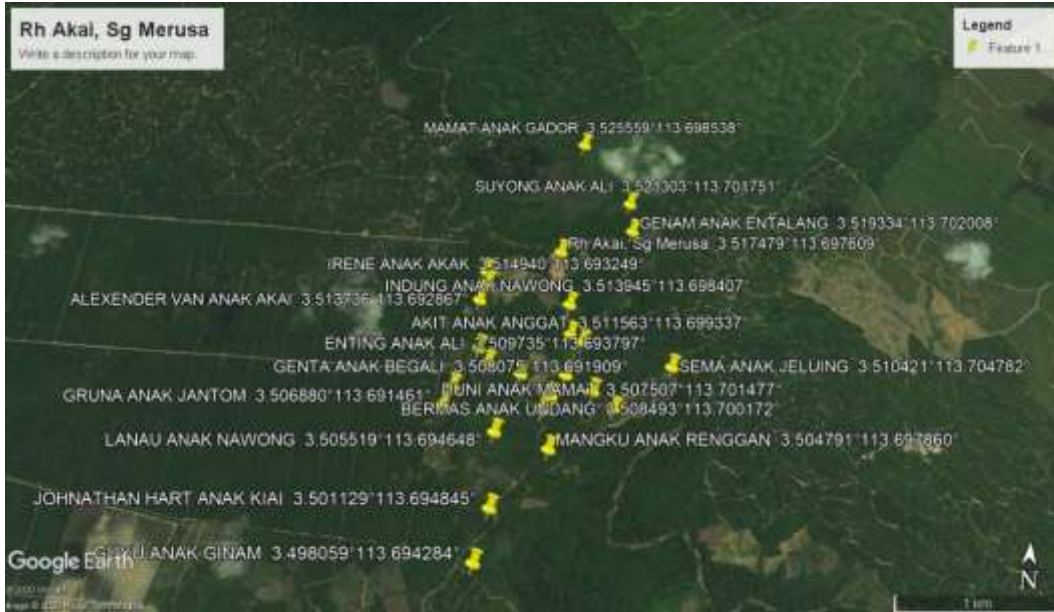 Rh Akai, Sg Merusa
Write a description for your map.
Legend
Feature 1
MAMAT ANAK GADOR 3.525559°113.698538°
SUYONG ANAK ALI 3.521303°113.701751°
GENAM ANAK ENTALANG 3.519334°113.702008°
Rh Akai, Sg Merusa 3.517479°113.697609°
IRENE ANAK AKAK 3.514940°113.693249°
INDUNG ANAK NAWONG 3.513945°113.698407
ALEXENDER VAN ANAK AKAI 3.513736°113.692867°
AKIT ANAK ANGGAT 3.511563°113.699337°
ENTING ANAK ALI 3.509735°113.693797°
GENTA ANAK BEGALI 3.508075°113.691909°
SEMA ANAK JELUING 3.510421°113.704782°
GRUNA ANAK JANTOM 3.506880°113.691461°
ANAK 3.507507°113.701477°
BERMAS ANAK UNDANG 3.508493°113.700172°
LANAU ANAK NAWONG 3.505519°113.694648°
MANGKU ANAK RENGGAN 3.504791°113.697860°
JOHNATHAN HART ANAK KIAI 3.501129°113.694845°
ANAK GINAM 3.498059°113.694284°
Google Earth
N
1 km